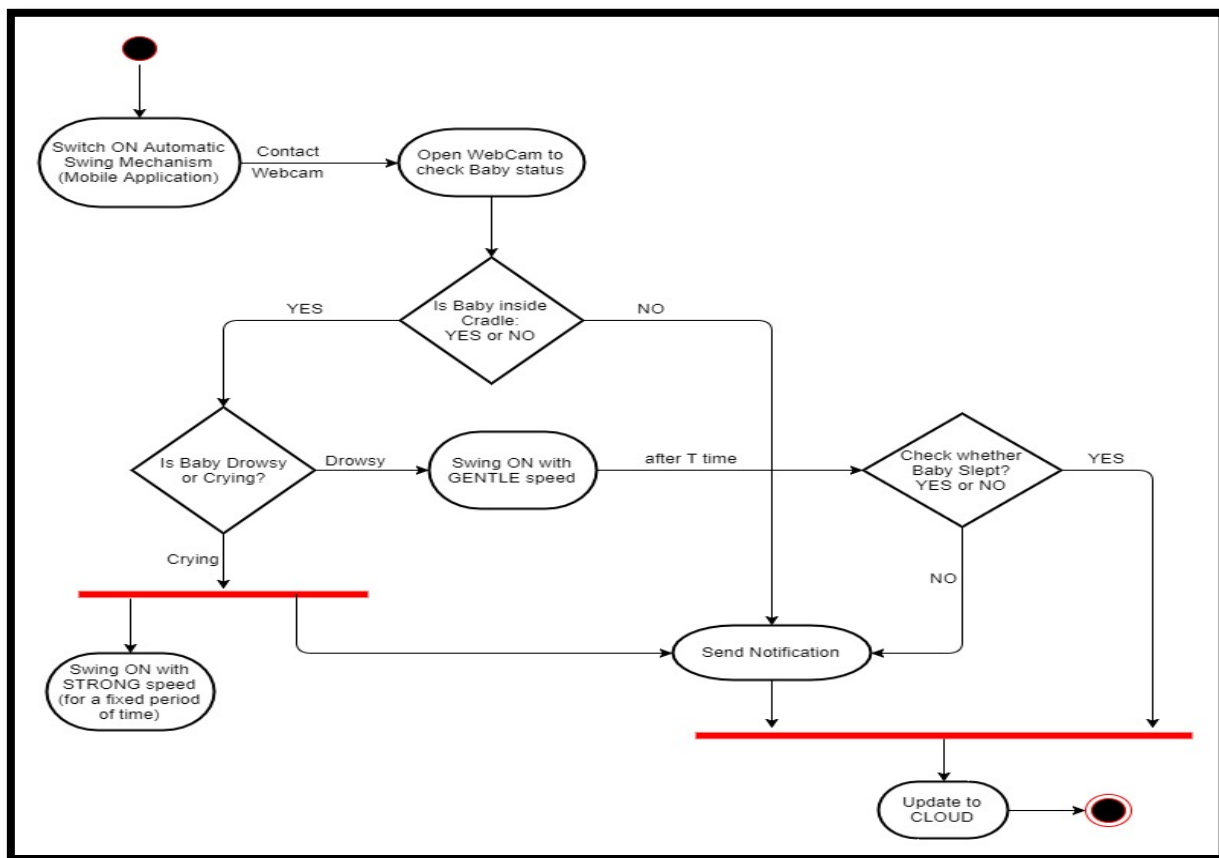 Switch ON Automatic
Swing Mechanism
(Mobile Application)
Contact
Webcam
Open WebCam to
check Baby status
Is Baby inside
Cradle:
YES or NO
YES
NO
Is Baby Drowsy
or Crying?
Drowsy
Swing ON with
GENTLE speed
after T time
Check whether
Baby Slept?
YES or NO
YES
Crying
NO
Swing ON with
STRONG speed
(for a fixed period
of time)
Send Notification
Update to
CLOUD